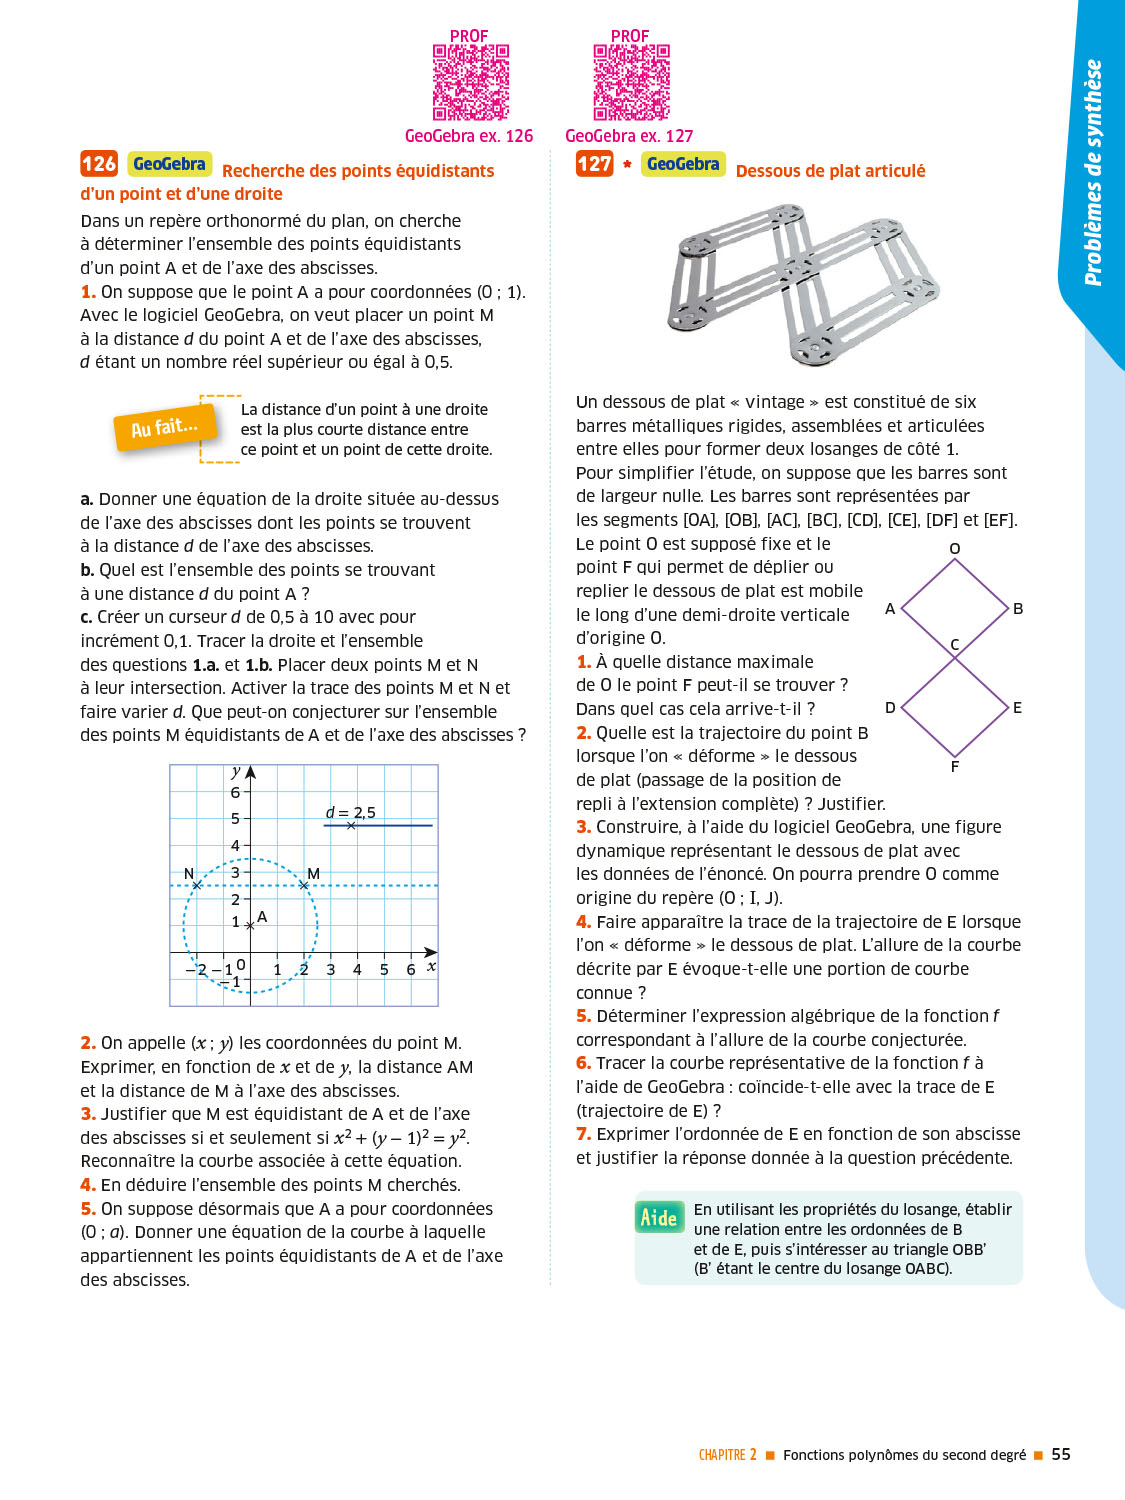 PROF
PROF
GeoGebra ex. 126
GeoGebra ex. 127
Problèmes de synthèse
126 GeoGebra Recherche des points équidistants
d'un point et d'une droite
Dans un repère orthonormé du plan, on cherche
à déterminer l'ensemble des points équidistants
d'un point A et de l'axe des abscisses.
1. On suppose que le point A a pour coordonnées (0 ; 1).
Avec le logiciel GeoGebra, on veut placer un point M
à la distance d du point A et de l'axe des abscisses,
d étant un nombre réel supérieur ou égal à 0,5.
Au fait...
La distance d'un point à une droite
est la plus courte distance entre
ce point et un point de cette droite.
a. Donner une équation de la droite située au-dessus
de l'axe des abscisses dont les points se trouvent
à la distance d de l'axe des abscisses.
b. Quel est l'ensemble des points se trouvant
à une distance d du point A ?
c. Créer un curseur d de 0,5 à 10 avec pour
incrément 0,1. Tracer la droite et l'ensemble
des questions 1.a. et 1.b. Placer deux points M et N
à leur intersection. Activer la trace des points M et N et
faire varier d. Que peut-on conjecturer sur l'ensemble
des points M équidistants de A et de l'axe des abscisses ?
y
6
5
d = 2,5
4
N
3
M
2
1
A
−2 −1 0 1 2 3 4 5 6 x
−1
2. On appelle (x ; y) les coordonnées du point M.
Exprimer, en fonction de x et de y, la distance AM
et la distance de M à l'axe des abscisses.
3. Justifier que M est équidistant de A et de l'axe
des abscisses si et seulement si x² + (y − 1)² = y².
Reconnaître la courbe associée à cette équation.
4. En déduire l'ensemble des points M cherchés.
5. On suppose désormais que A a pour coordonnées
(0 ; a). Donner une équation de la courbe à laquelle
appartiennent les points équidistants de A et de l'axe
des abscisses.
127 * GeoGebra Dessous de plat articulé
Un dessous de plat « vintage » est constitué de six
barres métalliques rigides, assemblées et articulées
entre elles pour former deux losanges de côté 1.
Pour simplifier l'étude, on suppose que les barres sont
de largeur nulle. Les barres sont représentées par
les segments [OA], [OB], [AC], [BC], [CD], [CE], [DF] et [EF].
Le point O est supposé fixe et le
point F qui permet de déplier ou
replier le dessous de plat est mobile
le long d'une demi-droite verticale
d'origine O.
O
A
B
C
D
E
F
1. À quelle distance maximale
de O le point F peut-il se trouver ?
Dans quel cas cela arrive-t-il ?
2. Quelle est la trajectoire du point B
lorsque l'on « déforme » le dessous
de plat (passage de la position de
repli à l'extension complète) ? Justifier.
3. Construire, à l'aide du logiciel GeoGebra, une figure
dynamique représentant le dessous de plat avec
les données de l'énoncé. On pourra prendre O comme
origine du repère (O ; I, J).
4. Faire apparaître la trace de la trajectoire de E lorsque
l'on « déforme » le dessous de plat. L'allure de la courbe
décrite par E évoque-t-elle une portion de courbe
connue ?
5. Déterminer l'expression algébrique de la fonction f
correspondant à l'allure de la courbe conjecturée.
6. Tracer la courbe représentative de la fonction f à
l'aide de GeoGebra : coïncide-t-elle avec la trace de E
(trajectoire de E) ?
7. Exprimer l'ordonnée de E en fonction de son abscisse
et justifier la réponse donnée à la question précédente.
Aide
En utilisant les propriétés du losange, établir
une relation entre les ordonnées de B
et de E, puis s'intéresser au triangle OBB'
(B' étant le centre du losange OABC).
CHAPITRE 2 ■ Fonctions polynômes du second degré ■ 55